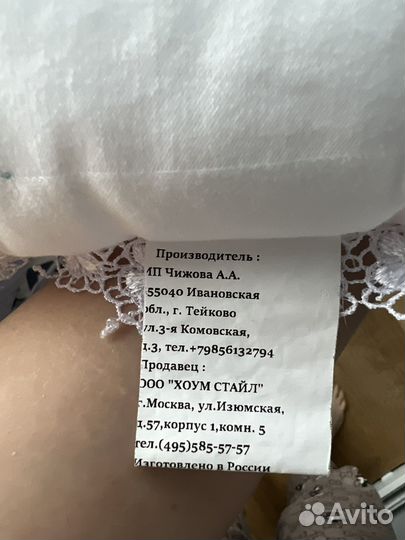 Производитель :
ИП Чижова А.А.
155040 Ивановская
обл., г. Тейково
ул.3-я Комовская,
д.3, тел.+79856132794
Продавец :
ООО "ХОУМ СТАЙЛ"
г.Москва, ул.Изюмская,
д.57,корпус 1,комн. 5
тел.(495)585-57-57
Изготовлено в России
Avito